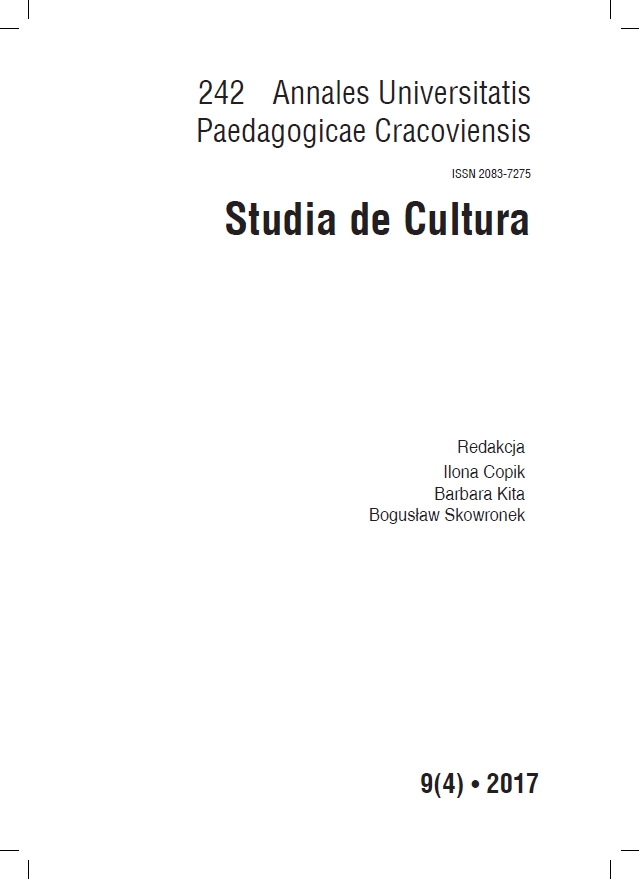 242 Annales Universitatis
Paedagogicae Cracoviensis
ISSN 2083-7275
Studia de Cultura
Redakcja
Ilona Copik
Barbara Kita
Bogusław Skowronek
9(4) • 2017